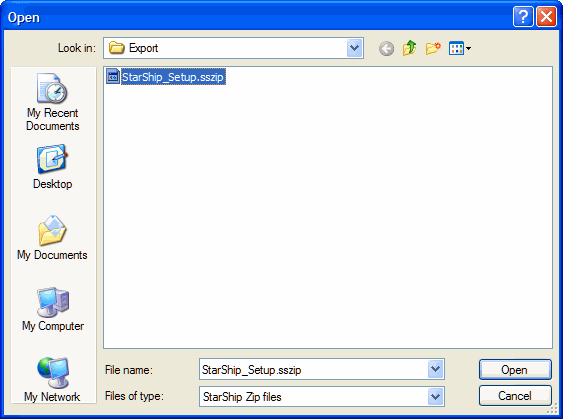 Open
Look in: Export
StarShip_Setup.sszip
My Recent
Documents
Desktop
My Documents
My Computer
My Network
File name: StarShip_Setup.sszip Open
Files of type: StarShip Zip files Cancel